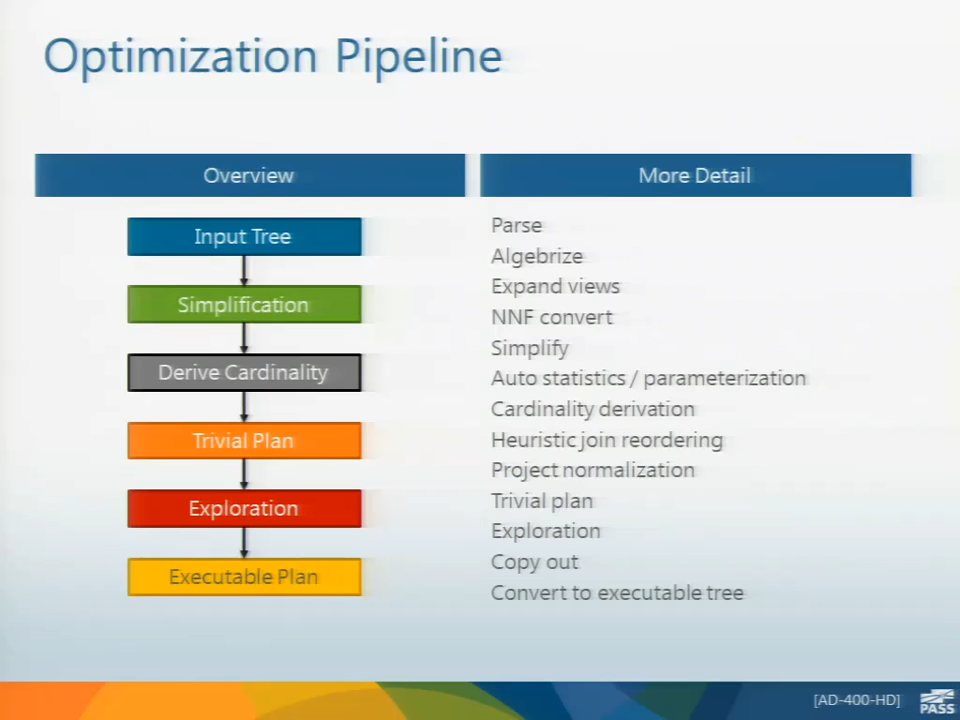 Optimization Pipeline
Overview
Input Tree
Simplification
Derive Cardinality
Trivial Plan
Exploration
Executable Plan
More Detail
Parse
Algebrize
Expand views
NNF convert
Simplify
Auto statistics / parameterization
Cardinality derivation
Heuristic join reordering
Project normalization
Trivial plan
Exploration
Copy out
Convert to executable tree
[AD-400-HD]
PASS